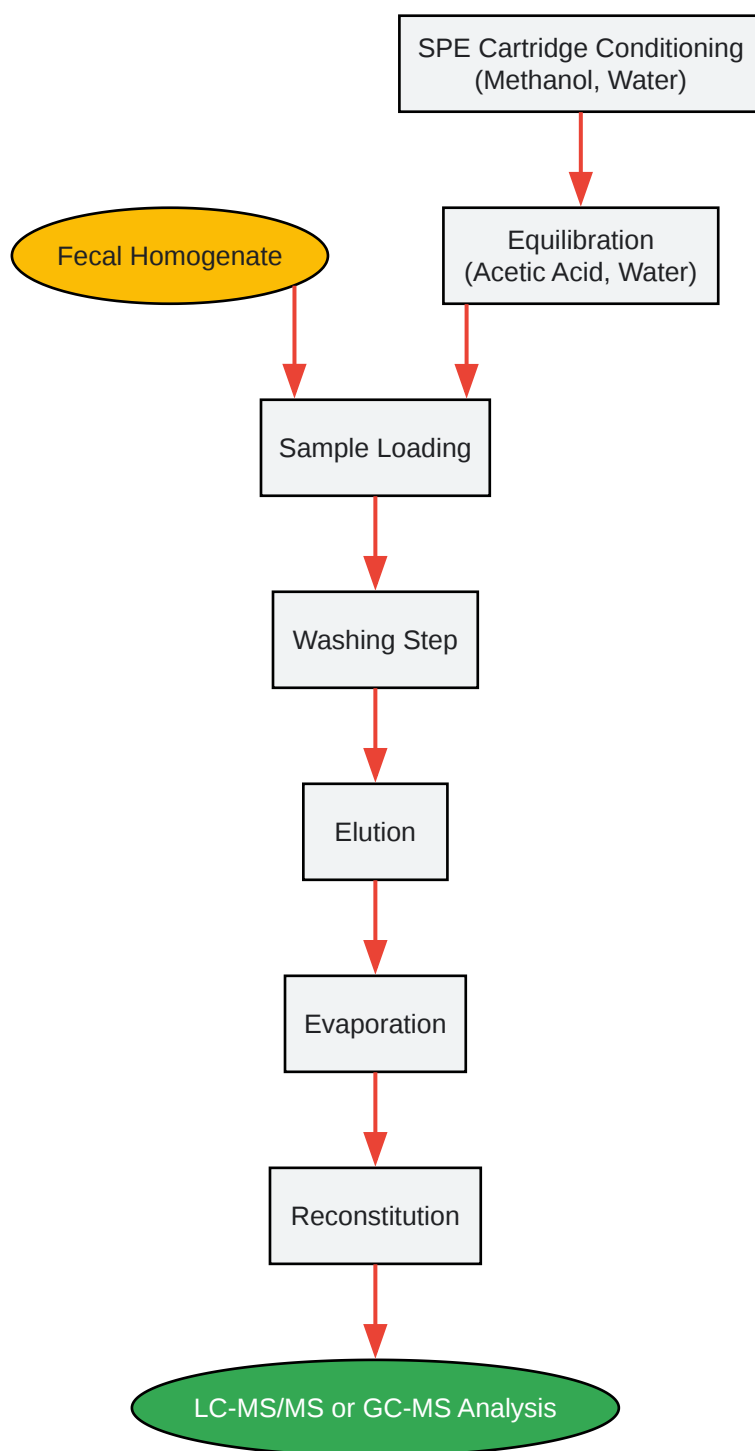 SPE Cartridge Conditioning
(Methanol, Water)
Fecal Homogenate
Equilibration
(Acetic Acid, Water)
Sample Loading
Washing Step
Elution
Evaporation
Reconstitution
LC-MS/MS or GC-MS Analysis